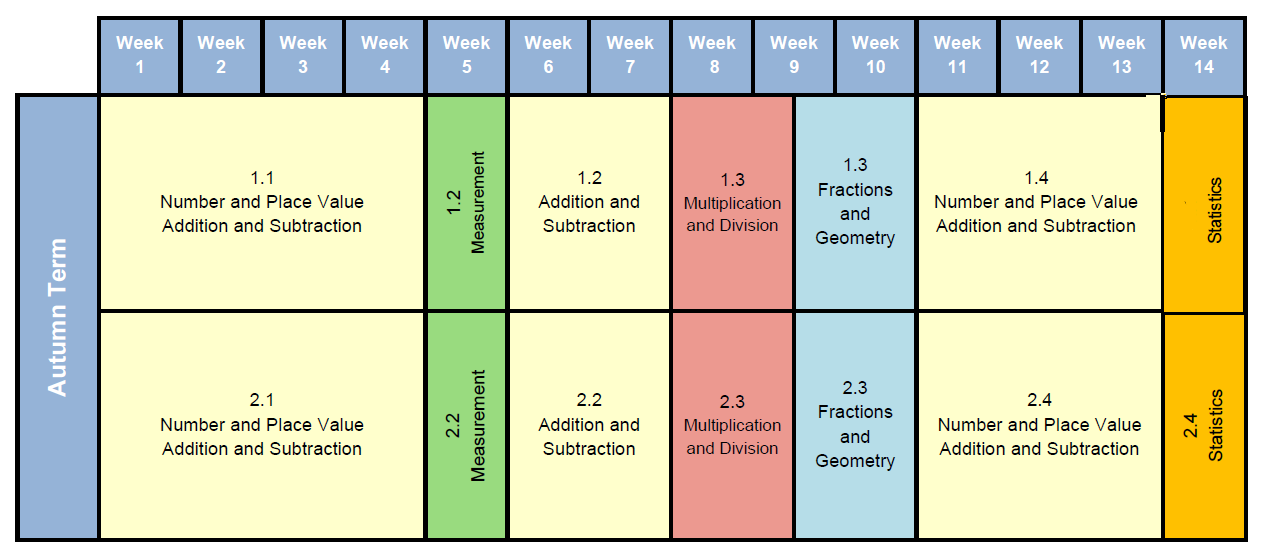 Week
1
Week
2
Week
3
Week
4
Week
5
Week
6
Week
7
Week
8
Week
9
Week
10
Week
11
Week
12
Week
13
Week
14
Autumn Term
1.1
Number and Place Value
Addition and Subtraction
1.2
Measurement
1.2
Addition and
Subtraction
1.3
Multiplication
and Division
1.3
Fractions
and
Geometry
1.4
Number and Place Value
Addition and Subtraction
Statistics
2.1
Number and Place Value
Addition and Subtraction
2.2
Measurement
2.2
Addition and
Subtraction
2.3
Multiplication
and Division
2.3
Fractions
and
Geometry
2.4
Number and Place Value
Addition and Subtraction
2.4
Statistics